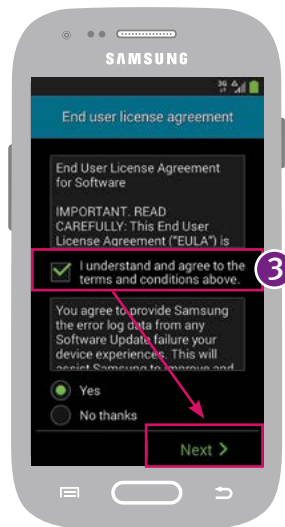 SAMSUNG
3G
End user license agreement
End User License Agreement
for Software
IMPORTANT. READ
CAREFULLY: This End User
License Agreement ("EULA") is
I understand and agree to the
terms and conditions above.
3
You agree to provide Samsung
the error log data from any
Software Update failure your
device experiences. This will
assist Samsung to improve and
Yes
No thanks
Next >